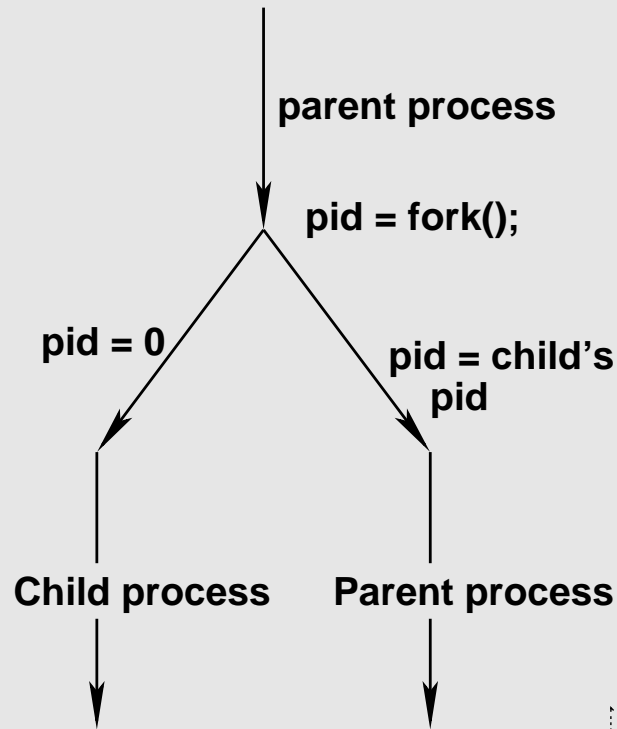 parent process
pid = fork();
pid = 0
pid = child’s
pid
Child process
Parent process